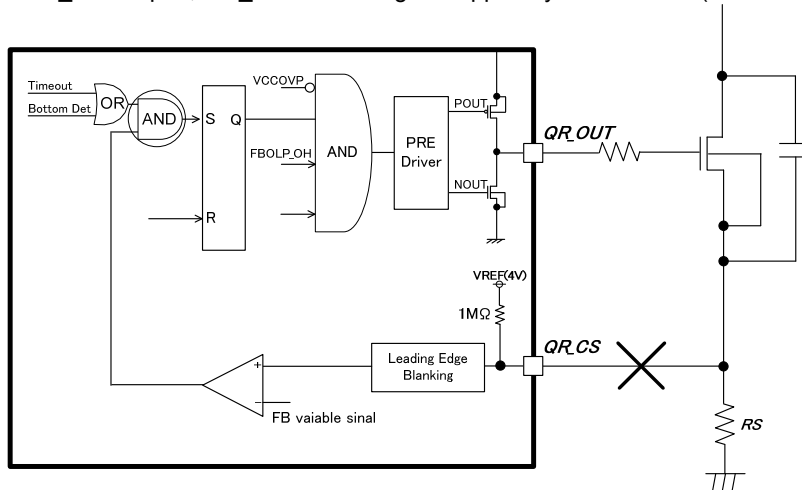 Timeout
Bottom Det
OR
AND
S
Q
R
VCCOVP
FBOLP_OH
AND
PRE
Driver
POUT
NOUT
QR_OUT
VREF(4V)
1MΩ
QR_CS
Leading Edge
Blanking
+
−
FB vaiable sinal
RS